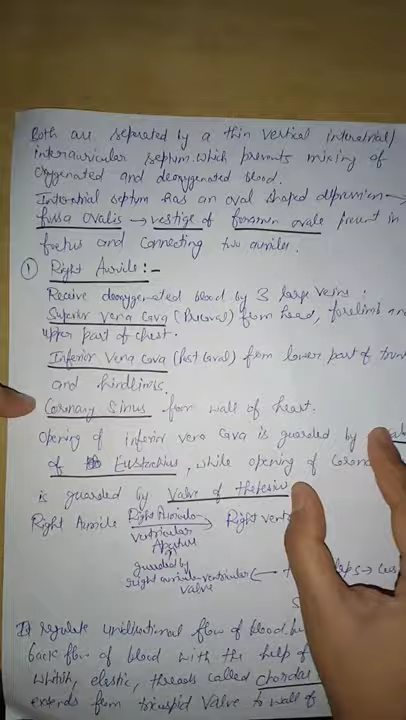 Both are separated by a thin vertical interatrial/
interauricular septum. which prevents mixing of
oxygenated and deoxygenated blood.
Interatrial septum has an oval shaped depression →
fossa ovalis → vestige of foramen ovale present in
foetus and connecting two auricles.
① Right Auricle:-
Receive deoxygenated blood by 3 large veins:
Superior vena cava (Precaval) from head, forelimb an
upper part of chest.
Inferior vena cava (Post caval) from lower part of trun
and hindlimbs.
Coronary Sinus from wall of heart.
Opening of inferior vena cava is guarded by
of Eustachius, while opening of Coron
is guarded by Valve of thebesius
Right Auricle Right Auriculo- Right vent
ventricular
Aperture
guarded by
right auriculo-ventricular ←
valve
It regulate unidirectional flow of blood.
back flow of blood with the help of
whitish, elastic, threads called chordae
extends from tricuspid valve to wall of